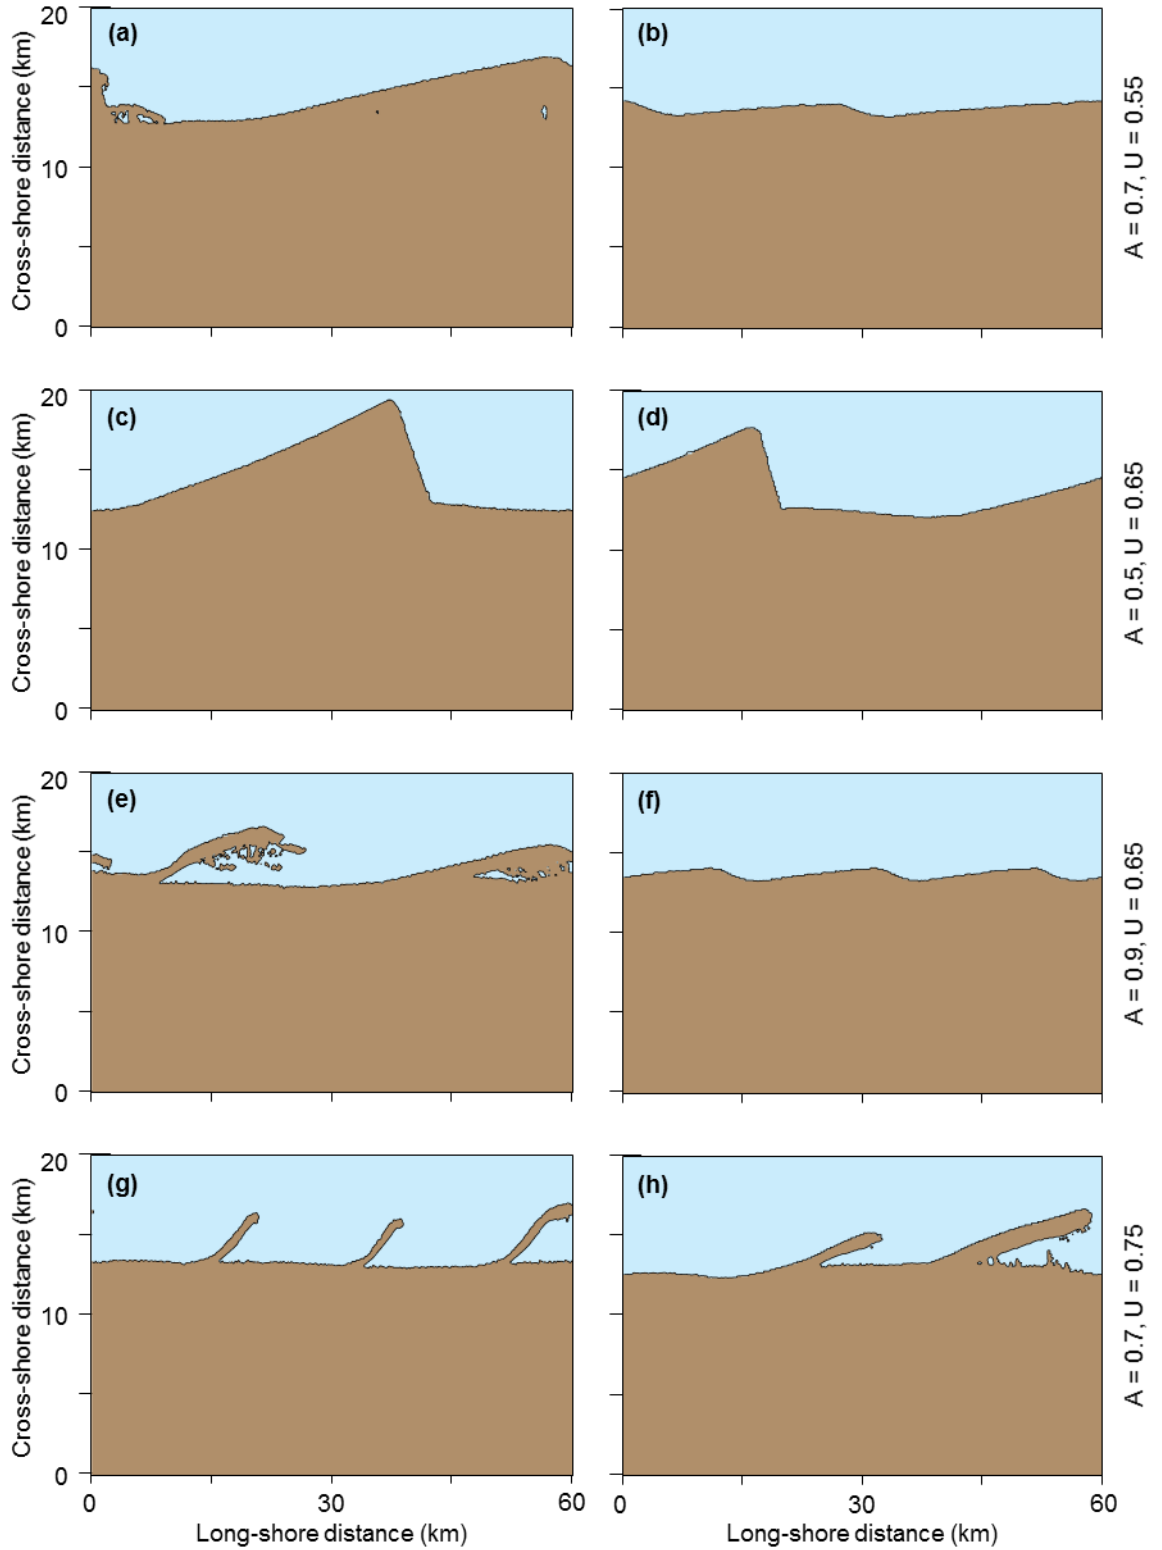 20
(a)
(b)
Cross-shore distance (km)
10
0
A = 0.7, U = 0.55
20
(c)
(d)
Cross-shore distance (km)
10
0
A = 0.5, U = 0.65
20
(e)
(f)
Cross-shore distance (km)
10
0
A = 0.9, U = 0.65
20
(g)
(h)
Cross-shore distance (km)
10
0
A = 0.7, U = 0.75
0 30 60 0 30 60
Long-shore distance (km) Long-shore distance (km)